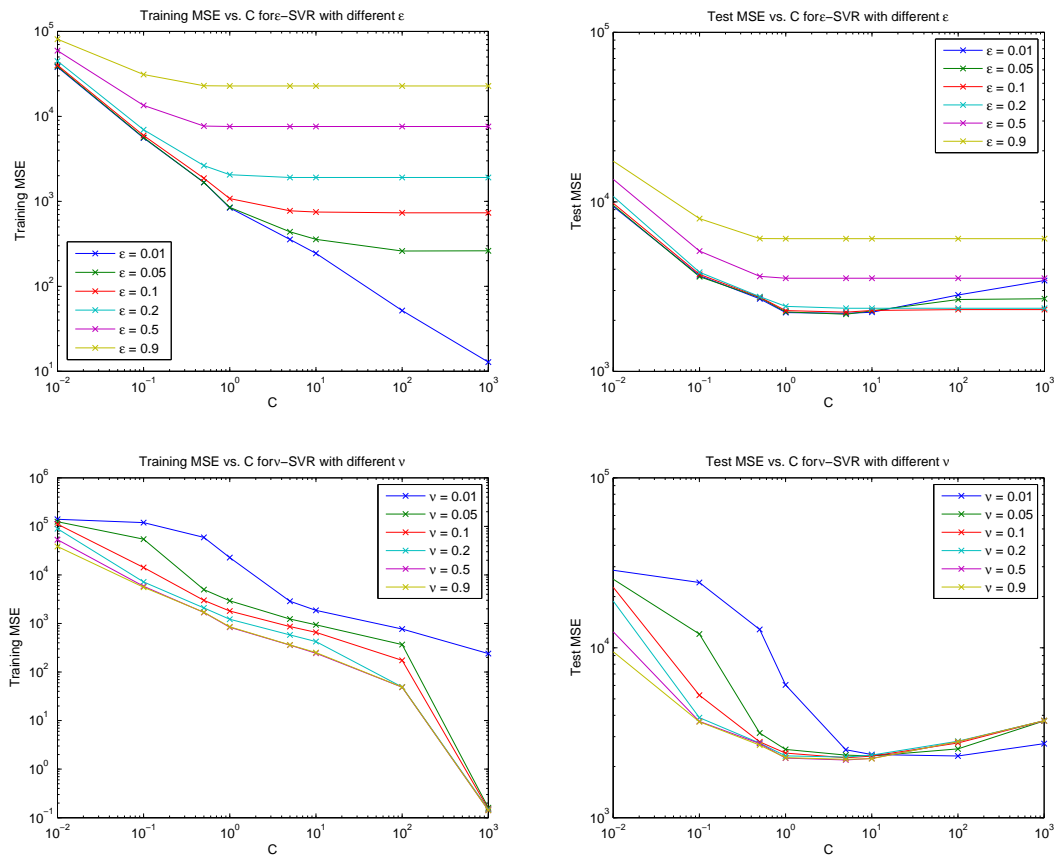 Training MSE vs. C forε−SVR with different ε
10^5
10^4
10^3
10^2
10^1
Training MSE
ε = 0.01
ε = 0.05
ε = 0.1
ε = 0.2
ε = 0.5
ε = 0.9
10^−2 10^−1 10^0 10^1 10^2 10^3
C
Test MSE vs. C for ε−SVR with different ε
10^5
10^4
10^3
Test MSE
ε = 0.01
ε = 0.05
ε = 0.1
ε = 0.2
ε = 0.5
ε = 0.9
10^−2 10^−1 10^0 10^1 10^2 10^3
C
Training MSE vs. C forν−SVR with different ν
10^6
10^5
10^4
10^3
10^2
10^1
10^0
10^−1
Training MSE
ν = 0.01
ν = 0.05
ν = 0.1
ν = 0.2
ν = 0.5
ν = 0.9
10^−2 10^−1 10^0 10^1 10^2 10^3
C
Test MSE vs. C forν−SVR with different ν
10^5
10^4
10^3
Test MSE
ν = 0.01
ν = 0.05
ν = 0.1
ν = 0.2
ν = 0.5
ν = 0.9
10^−2 10^−1 10^0 10^1 10^2 10^3
C